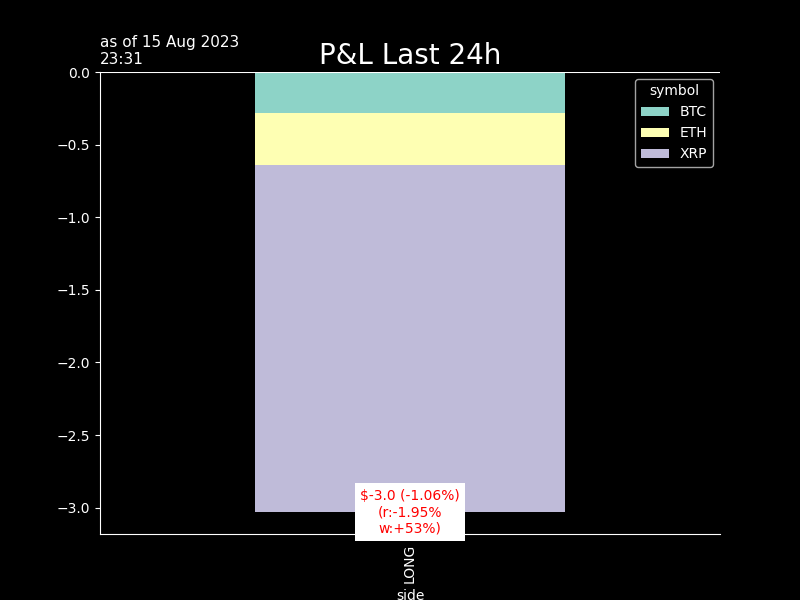 as of 15 Aug 2023
23:31
P&L Last 24h
0.0
−0.5
−1.0
−1.5
−2.0
−2.5
−3.0
symbol
BTC
ETH
XRP
$-3.0 (-1.06%)
(r:-1.95%
w:+53%)
LONG
side